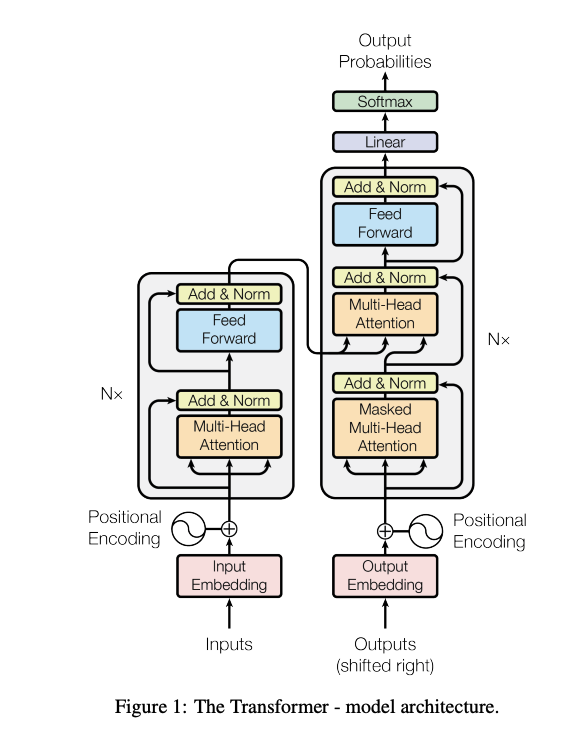 Output
Probabilities
Softmax
Linear
Add & Norm
Feed
Forward
Add & Norm
Multi-Head
Attention
N×
Add & Norm
Masked
Multi-Head
Attention
Add & Norm
Feed
Forward
N×
Add & Norm
Multi-Head
Attention
Positional
Encoding
Positional
Encoding
Input
Embedding
Output
Embedding
Inputs
Outputs
(shifted right)
Figure 1: The Transformer - model architecture.